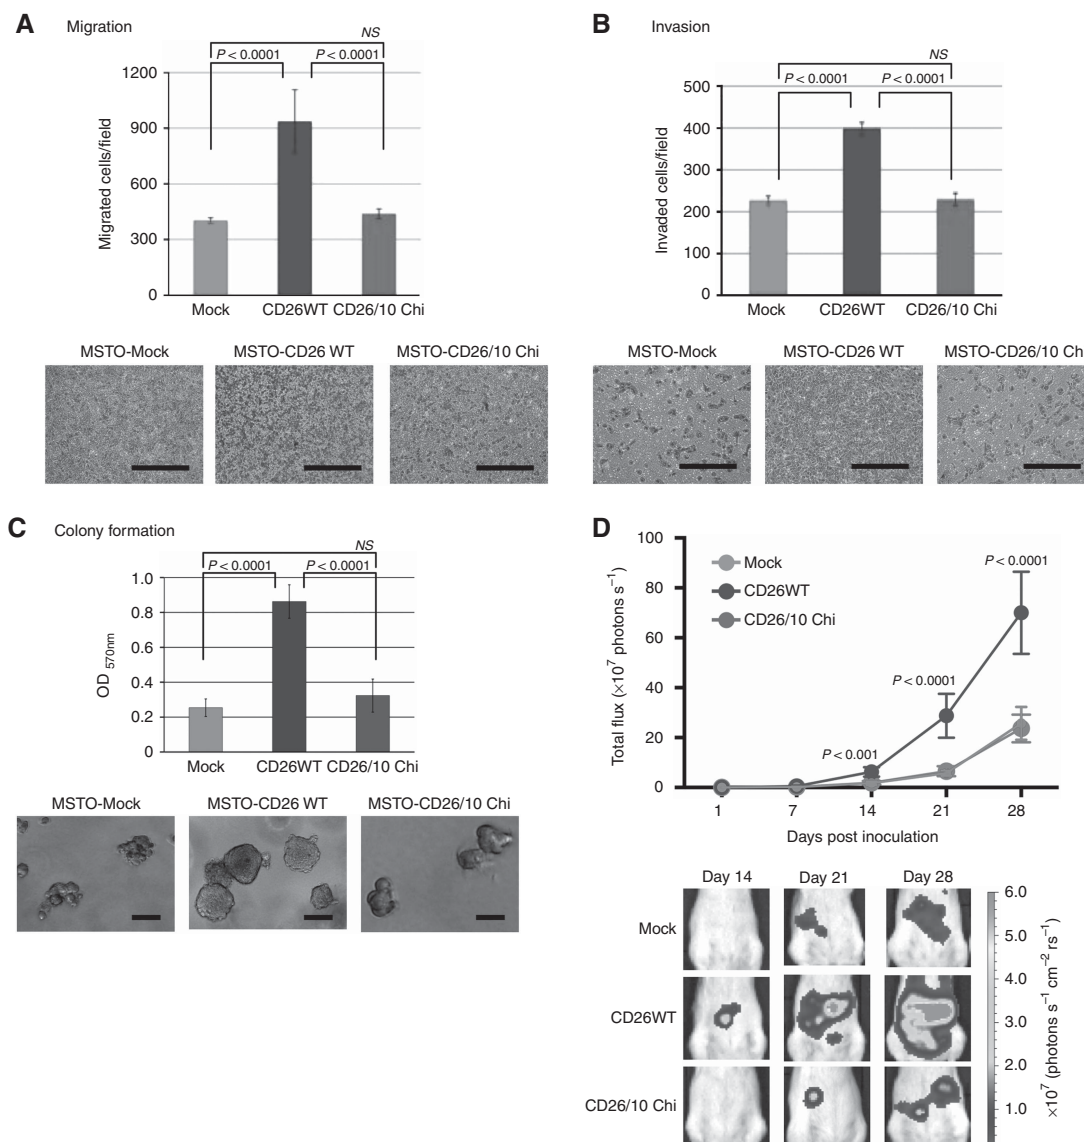 A Migration
NS
P < 0.0001 P < 0.0001
1200
900
600
300
0
Migrated cells/field
Mock CD26WT CD26/10 Chi
MSTO-Mock MSTO-CD26 WT MSTO-CD26/10 Chi
B Invasion
NS
P < 0.0001 P < 0.0001
500
400
300
200
100
0
Invaded cells/field
Mock CD26WT CD26/10 Chi
MSTO-Mock MSTO-CD26 WT MSTO-CD26/10 Ch
C Colony formation
NS
P < 0.0001 P < 0.0001
1.0
0.8
0.6
0.4
0.2
0
OD 570nm
Mock CD26WT CD26/10 Chi
MSTO-Mock MSTO-CD26 WT MSTO-CD26/10 Chi
D
100
80
60
40
20
0
Total flux (×10⁷ photons s⁻¹)
Mock
CD26WT
CD26/10 Chi
P < 0.001
P < 0.0001
P < 0.0001
1 7 14 21 28
Days post inoculation
Day 14 Day 21 Day 28
Mock
CD26WT
CD26/10 Chi
6.0
5.0
4.0
3.0
2.0
1.0
×10⁷ (photons s⁻¹ cm⁻² rs⁻¹)